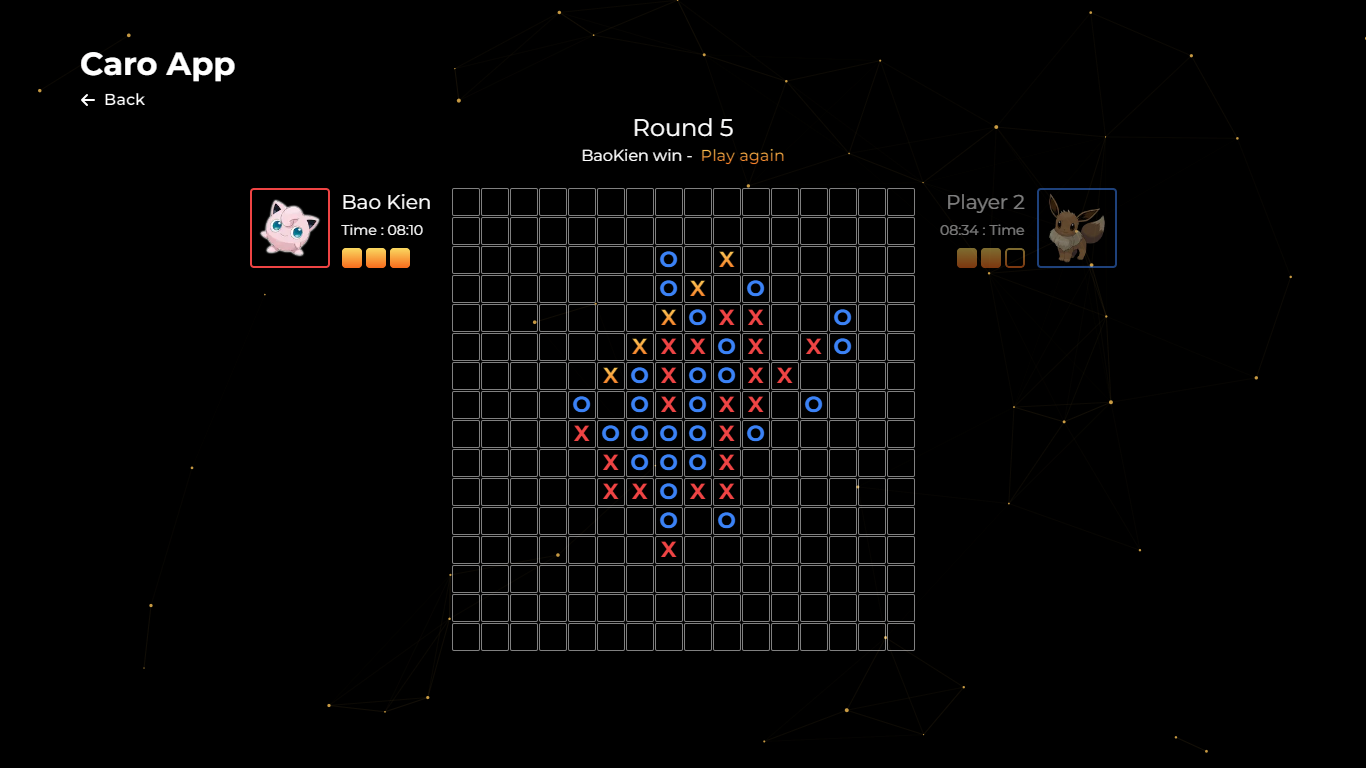 Caro App
Back
Round 5
BaoKien win - Play again
Bao Kien
Time : 08:10
Player 2
08:34 : Time
O X
O X O
X O X X O
X X X O X X O
X O X O O X X
O O X O X X O
X O O O O X O
X O O O X
X X O X X
O O
X